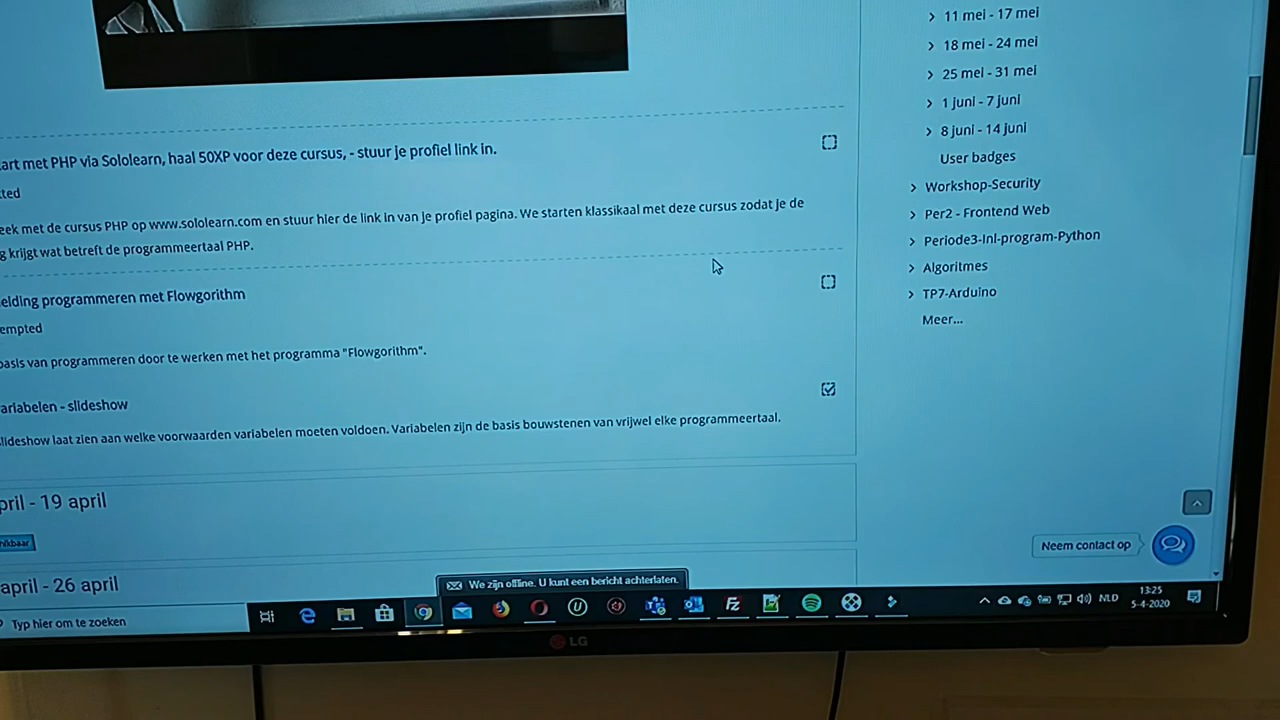 11 mei - 17 mei
18 mei - 24 mei
25 mei - 31 mei
1 juni - 7 juni
8 juni - 14 juni
User badges
Workshop-Security
Per2 - Frontend Web
Periode3-Inl-program-Python
Algoritmes
TP7-Arduino
Meer...
art met PHP via Sololearn, haal 50XP voor deze cursus, - stuur je profiel link in.
ted
eek met de cursus PHP op www.sololearn.com en stuur hier de link in van je profiel pagina. We starten klassikaal met deze cursus zodat je de
g krijgt wat betreft de programmeertaal PHP.
elding programmeren met Flowgorithm
empted
basis van programmeren door te werken met het programma "Flowgorithm".
ariabelen - slideshow
slideshow laat zien aan welke voorwaarden variabelen moeten voldoen. Variabelen zijn de basis bouwstenen van vrijwel elke programmeertaal.
pril - 19 april
hikbaar
april - 26 april
Neem contact op
We zijn offline. U kunt een bericht achterlaten.
Typ hier om te zoeken
NLD
13:25
5-4-2020
LG